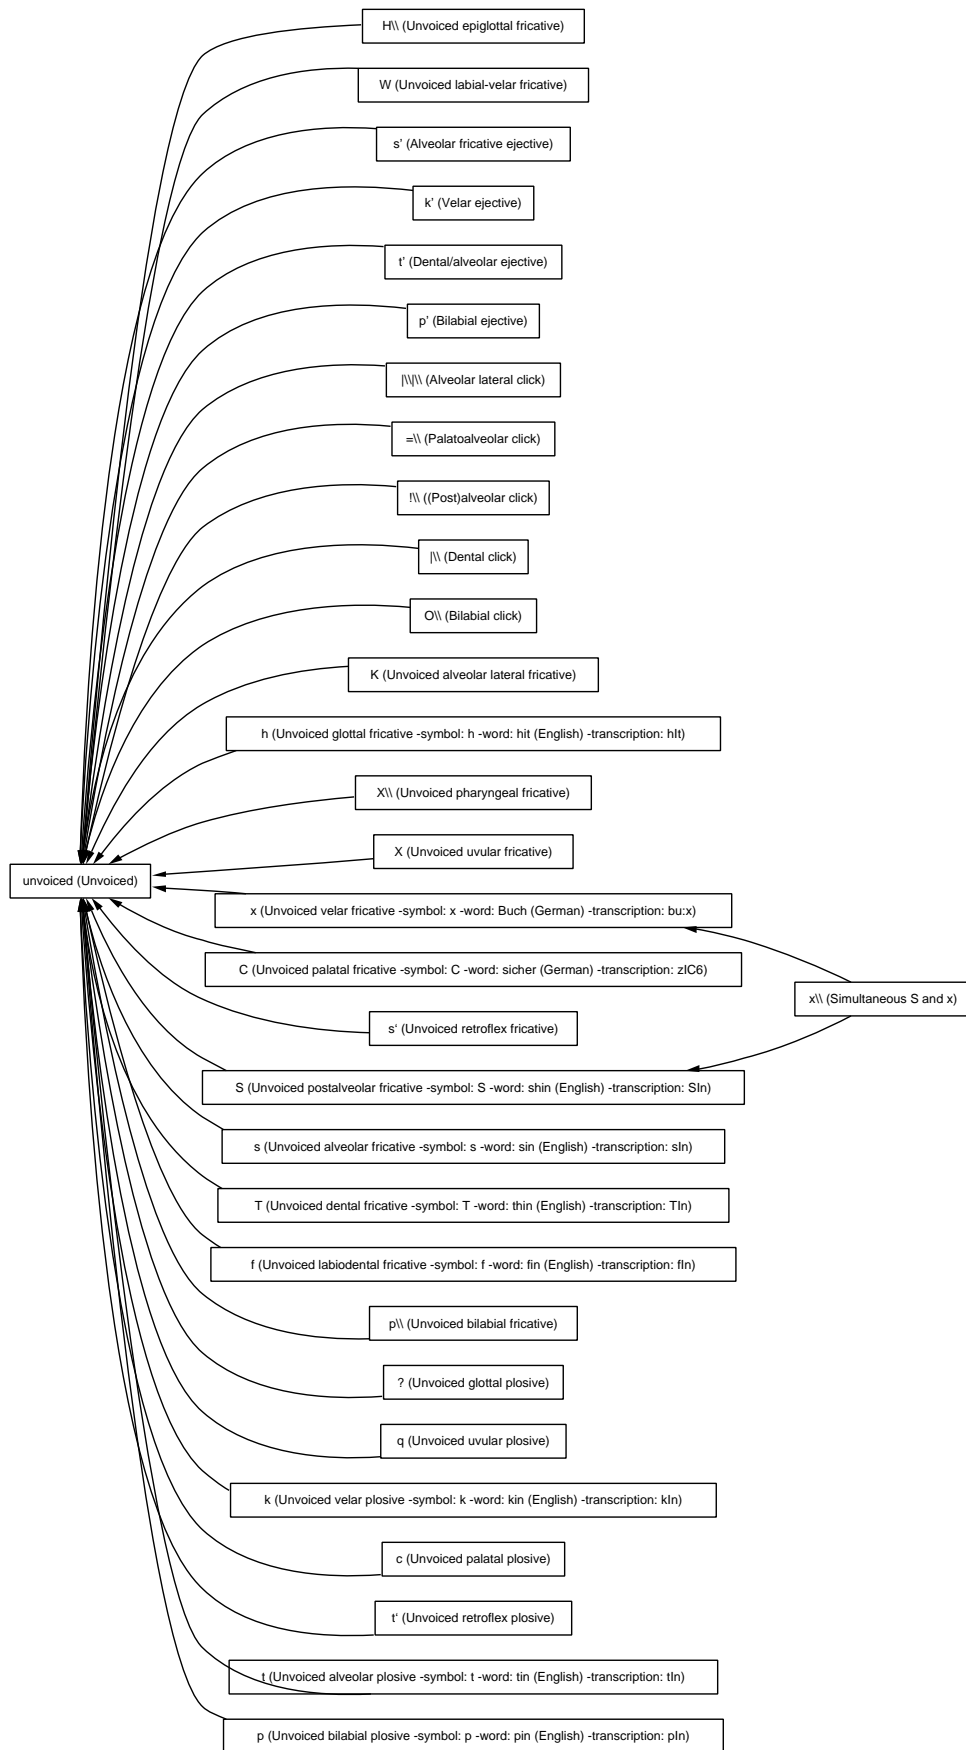 H\\ (Unvoiced epiglottal fricative)
W (Unvoiced labial-velar fricative)
s' (Alveolar fricative ejective)
k' (Velar ejective)
t' (Dental/alveolar ejective)
p' (Bilabial ejective)
|\\|\\ (Alveolar lateral click)
=\\ (Palatoalveolar click)
!\\ ((Post)alveolar click)
|\\ (Dental click)
O\\ (Bilabial click)
K (Unvoiced alveolar lateral fricative)
h (Unvoiced glottal fricative -symbol: h -word: hit (English) -transcription: hIt)
X\\ (Unvoiced pharyngeal fricative)
X (Unvoiced uvular fricative)
unvoiced (Unvoiced)
x (Unvoiced velar fricative -symbol: x -word: Buch (German) -transcription: bu:x)
C (Unvoiced palatal fricative -symbol: C -word: sicher (German) -transcription: zIC6)
x\\ (Simultaneous S and x)
s‘ (Unvoiced retroflex fricative)
S (Unvoiced postalveolar fricative -symbol: S -word: shin (English) -transcription: SIn)
s (Unvoiced alveolar fricative -symbol: s -word: sin (English) -transcription: sIn)
T (Unvoiced dental fricative -symbol: T -word: thin (English) -transcription: TIn)
f (Unvoiced labiodental fricative -symbol: f -word: fin (English) -transcription: fIn)
p\\ (Unvoiced bilabial fricative)
? (Unvoiced glottal plosive)
q (Unvoiced uvular plosive)
k (Unvoiced velar plosive -symbol: k -word: kin (English) -transcription: kIn)
c (Unvoiced palatal plosive)
t‘ (Unvoiced retroflex plosive)
t (Unvoiced alveolar plosive -symbol: t -word: tin (English) -transcription: tIn)
p (Unvoiced bilabial plosive -symbol: p -word: pin (English) -transcription: pIn)